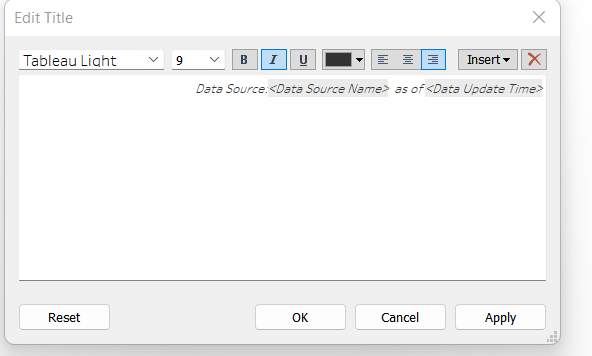 Edit Title
Tableau Light 9 B I U Insert
Data Source:<Data Source Name> as of <Data Update Time>
Reset OK Cancel Apply